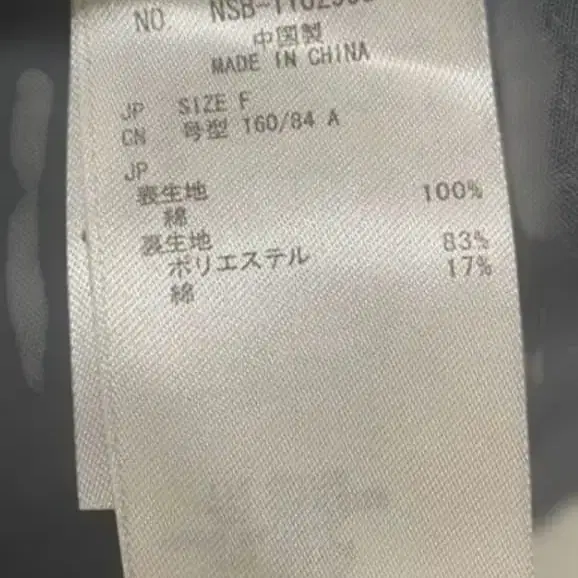 NO NSB-
中国製
MADE IN CHINA
JP SIZE F
CN 号型 160/84 A
JP
表生地
綿 100%
裏生地
ポリエステル 83%
綿 17%